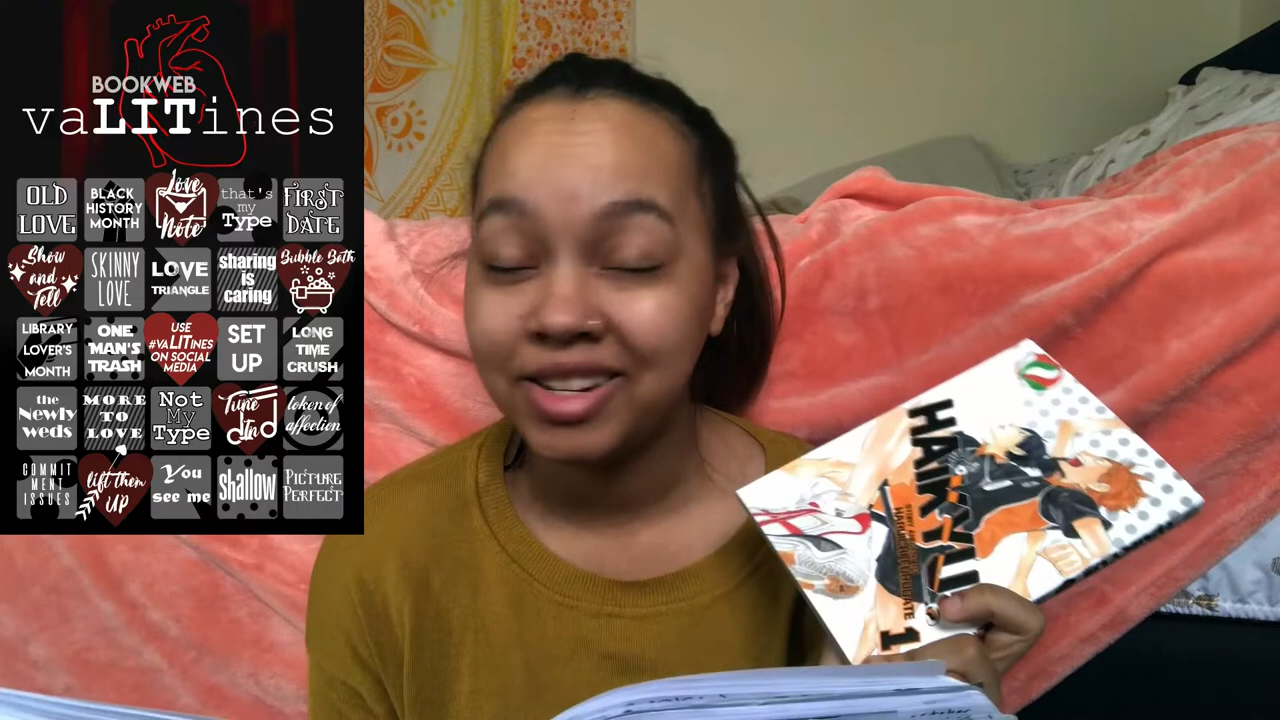 BOOKWEB
vaLITines
OLD
LOVE
BLACK
HISTORY
MONTH
Love
Note
that's
my
Type
FIRST
DATE
Show
and
Tell
SKINNY
LOVE
LOVE
TRIANGLE
sharing
is
caring
Bubble Bath
LIBRARY
LOVER'S
MONTH
ONE
MAN'S
TRASH
USE
#VALITINES
ON SOCIAL
MEDIA
SET
UP
LONG
TIME
CRUSH
the
Newly
weds
MORE
TO
LOVE
Not
My
Type
Tune
In
token of
affection
COMMIT
MENT
ISSUES
lift them
UP
You
see me
shallow
PICTURE
PERFECT
HAIKYU
1